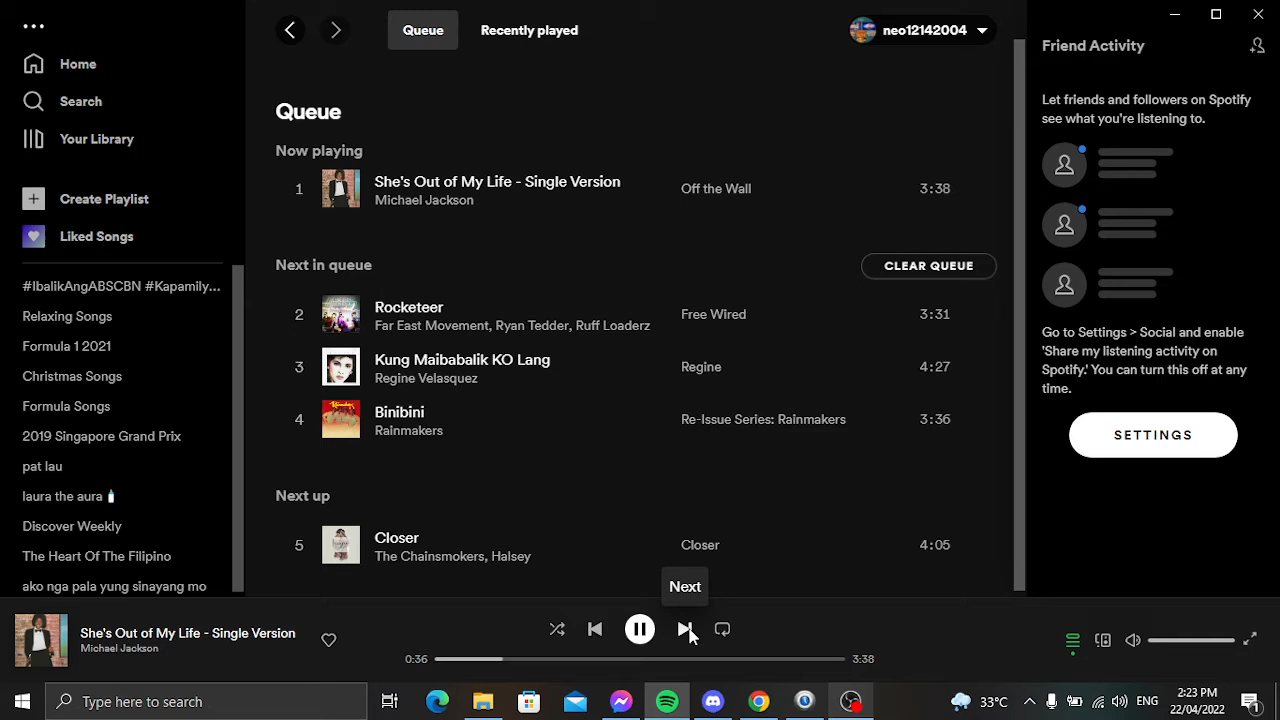 Home
Search
Your Library
Create Playlist
Liked Songs
#IbalikAngABSCBN #Kapamily...
Relaxing Songs
Formula 1 2021
Christmas Songs
Formula Songs
2019 Singapore Grand Prix
pat lau
laura the aura🍼
Discover Weekly
The Heart Of The Filipino
ako nga pala yung sinayang mo
Queue
Recently played
neo12142004
Queue
Now playing
1 She's Out of My Life - Single Version Off the Wall 3:38
Michael Jackson
Next in queue
CLEAR QUEUE
2 Rocketeer Free Wired 3:31
Far East Movement, Ryan Tedder, Ruff Loaderz
3 Kung Maibabalik KO Lang Regine 4:27
Regine Velasquez
4 Binibini Re-Issue Series: Rainmakers 3:36
Rainmakers
Next up
5 Closer Closer 4:05
The Chainsmokers, Halsey
Next
Friend Activity
Let friends and followers on Spotify
see what you're listening to.
Go to Settings > Social and enable
'Share my listening activity on
Spotify.' You can turn this off at any
time.
SETTINGS
She's Out of My Life - Single Version
Michael Jackson
0:36
3:38
Type here to search
33°C
ENG
2:23 PM
22/04/2022
1